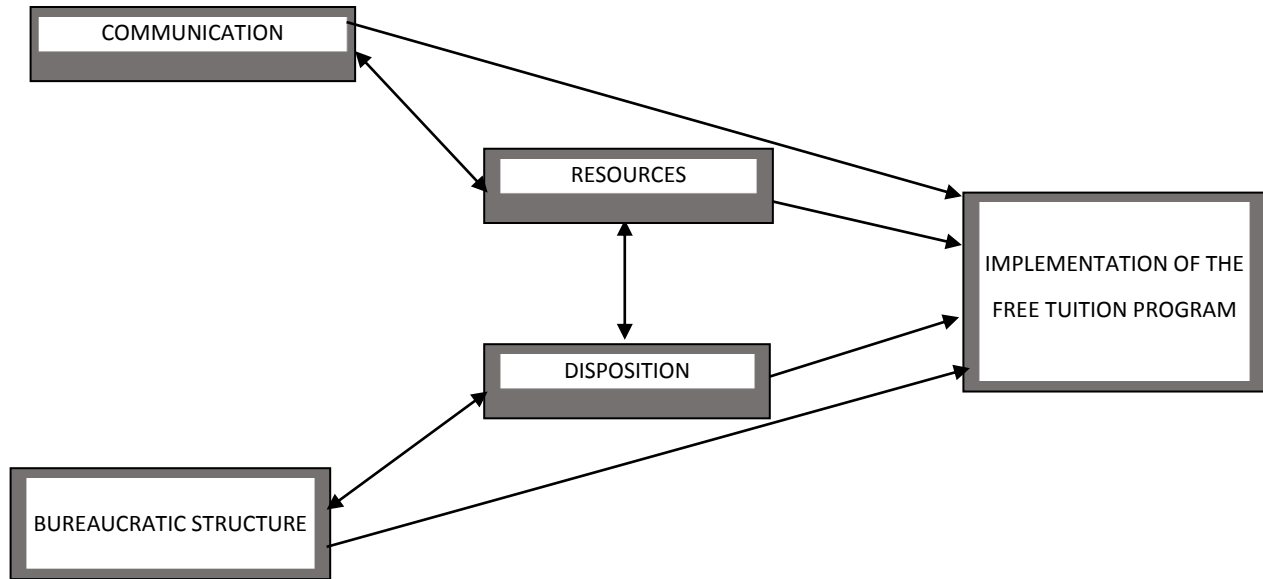 COMMUNICATION
RESOURCES
IMPLEMENTATION OF THE
FREE TUITION PROGRAM
DISPOSITION
BUREAUCRATIC STRUCTURE